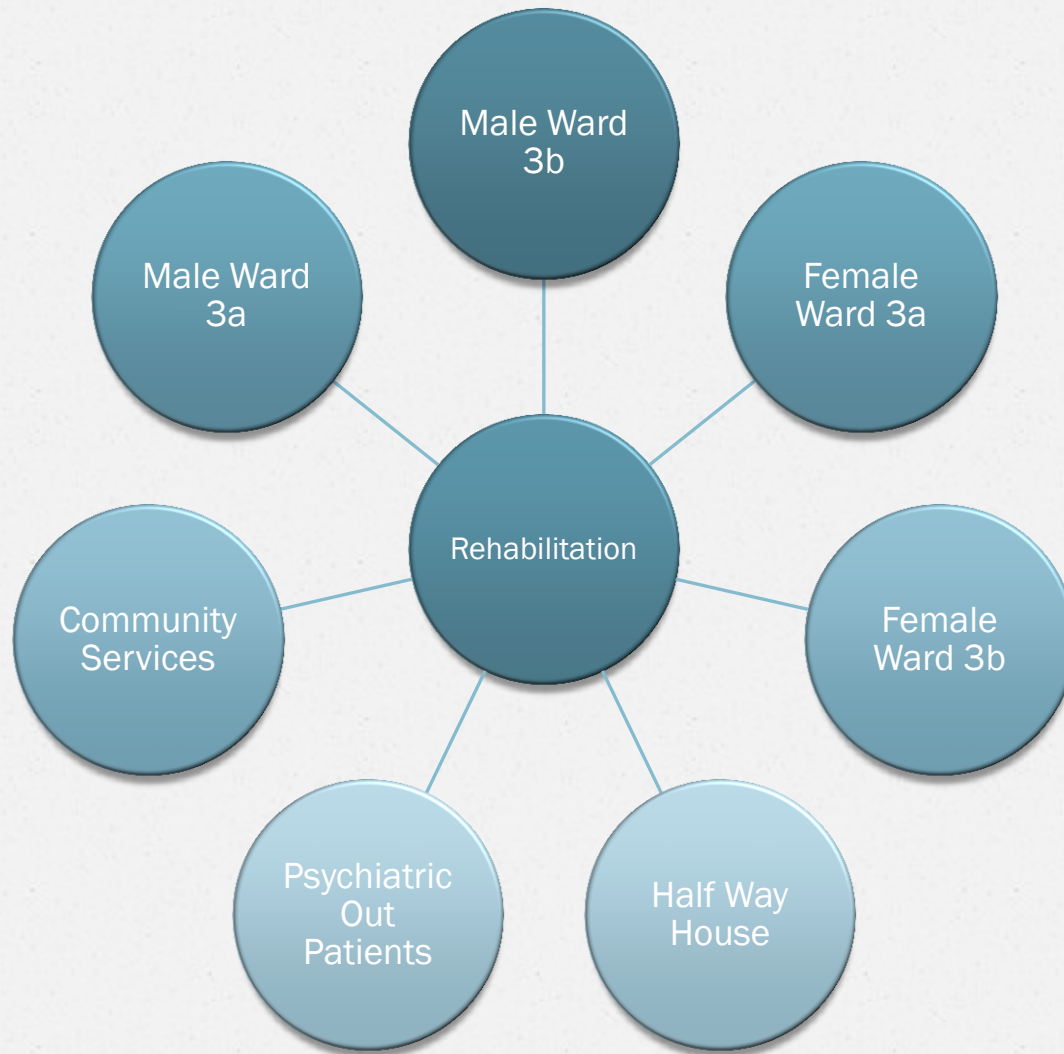 Male Ward
3b
Male Ward
3a
Female
Ward 3a
Rehabilitation
Community
Services
Female
Ward 3b
Psychiatric
Out
Patients
Half Way
House